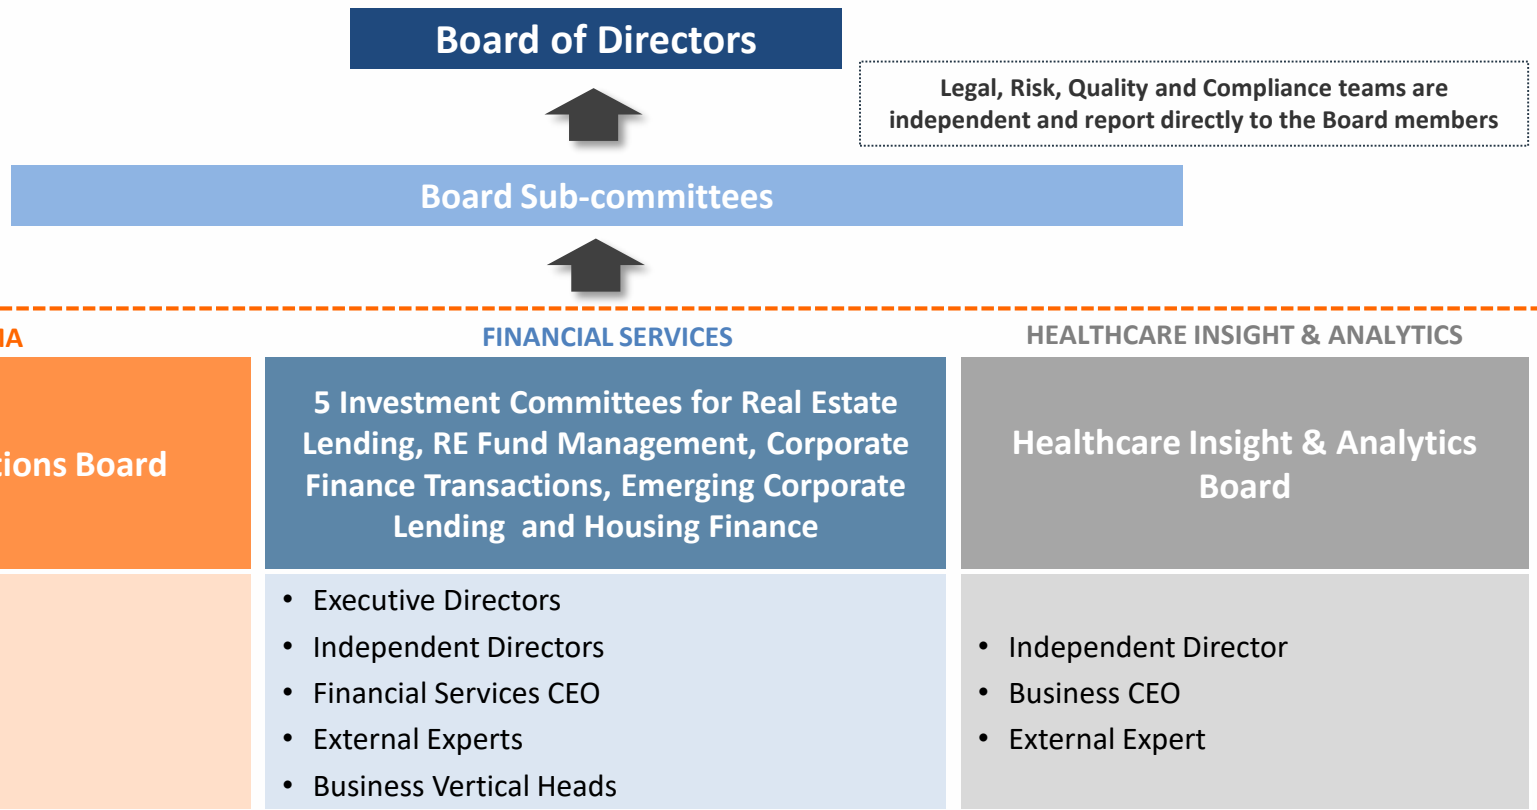 Board of Directors
Legal, Risk, Quality and Compliance teams are
independent and report directly to the Board members
Board Sub-committees
FINANCIAL SERVICES
HEALTHCARE INSIGHT & ANALYTICS
5 Investment Committees for Real Estate
Lending, RE Fund Management, Corporate
Finance Transactions, Emerging Corporate
Lending and Housing Finance
Board
Healthcare Insight & Analytics
Board
• Executive Directors
• Independent Directors
• Financial Services CEO
• External Experts
• Business Vertical Heads
• Independent Director
• Business CEO
• External Expert